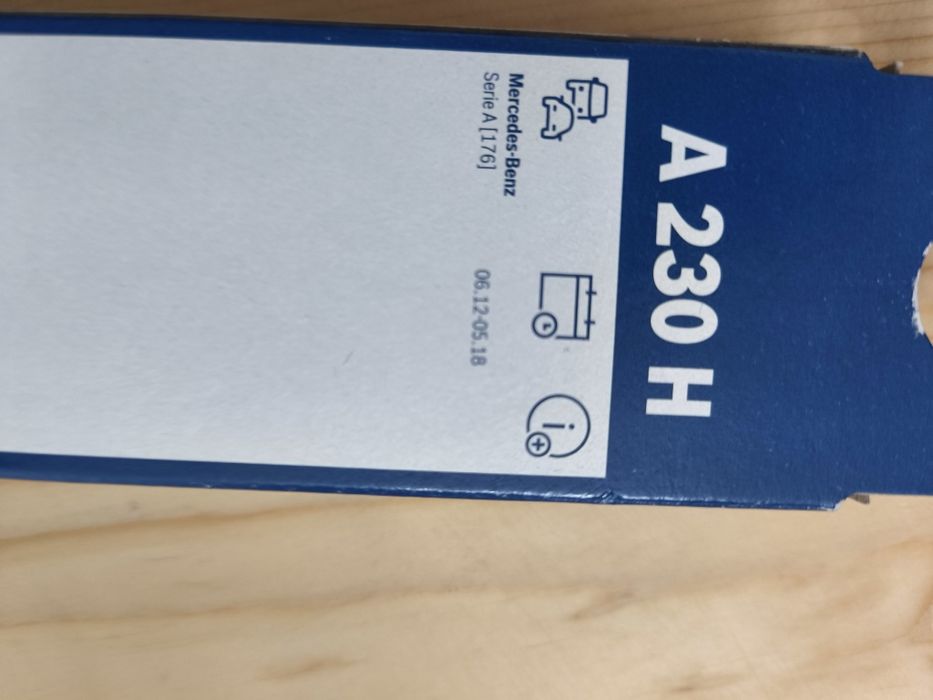 A 230 H
Mercedes-Benz
Serie A [176]
06.12-05.18